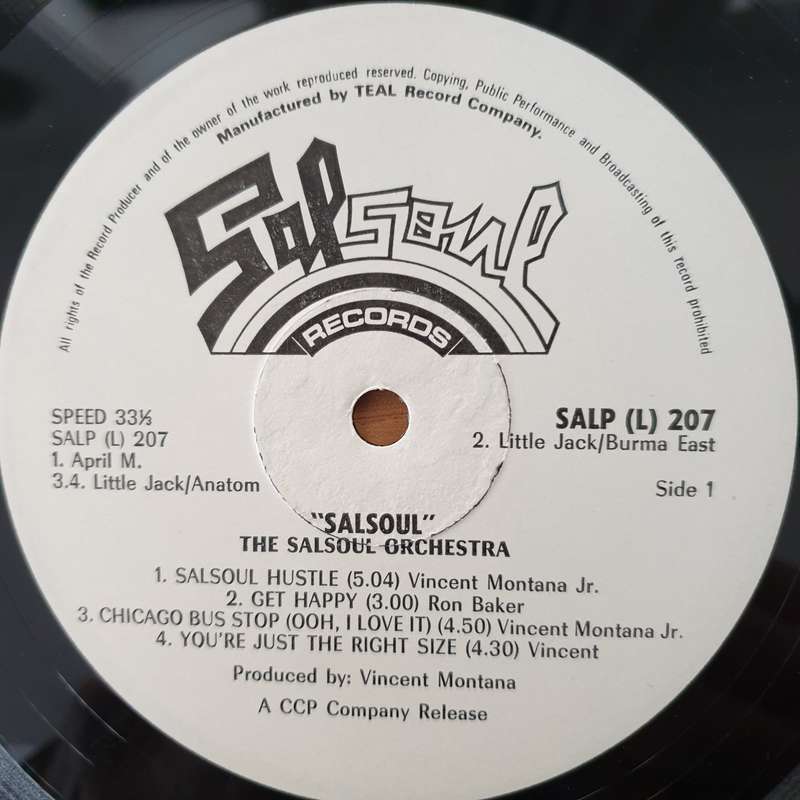 All rights of the Record Producer and of the owner of the work reproduced reserved. Copying, Public Performance and Broadcasting of this record prohibited
Manufactured by TEAL Record Company.
Salsoul
RECORDS
SPEED 33⅓
SALP (L) 207
SALP (L) 207
2. Little Jack/Burma East
1. April M.
3.4. Little Jack/Anatom
Side 1
"SALSOUL"
THE SALSOUL ORCHESTRA
1. SALSOUL HUSTLE (5.04) Vincent Montana Jr.
2. GET HAPPY (3.00) Ron Baker
3. CHICAGO BUS STOP (OOH, I LOVE IT) (4.50) Vincent Montana Jr.
4. YOU'RE JUST THE RIGHT SIZE (4.30) Vincent
Produced by: Vincent Montana
A CCP Company Release